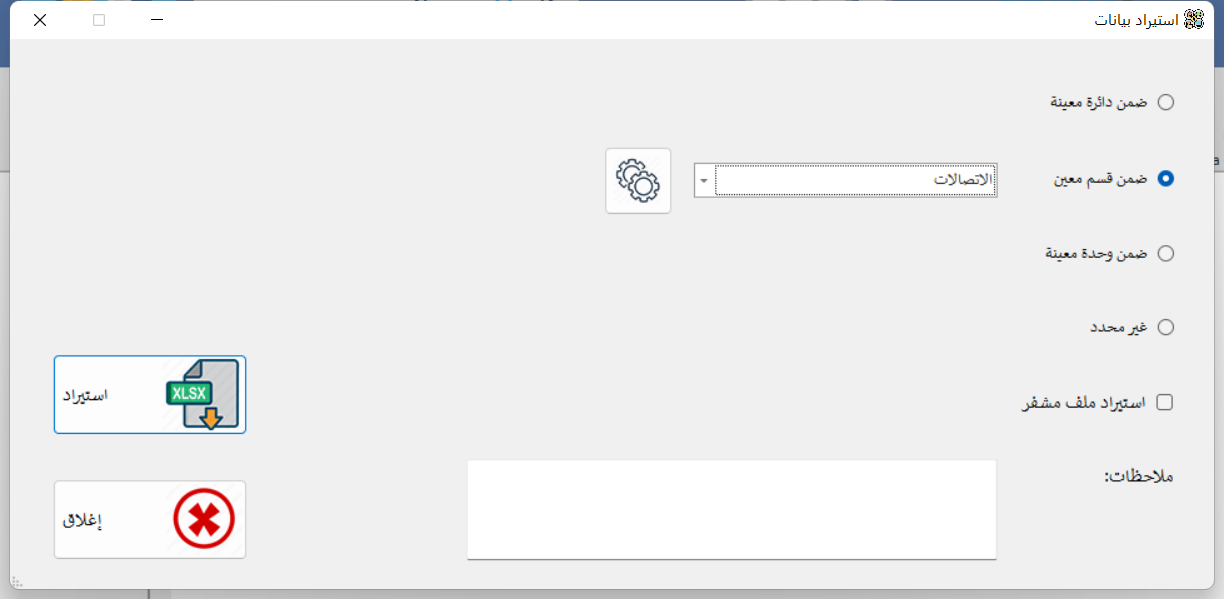 استيراد بيانات
ضمن دائرة معينة
ضمن قسم معين
الاتصالات
ضمن وحدة معينة
غير محدد
استيراد ملف مشفر
ملاحظات:
XLSX
استيراد
إغلاق